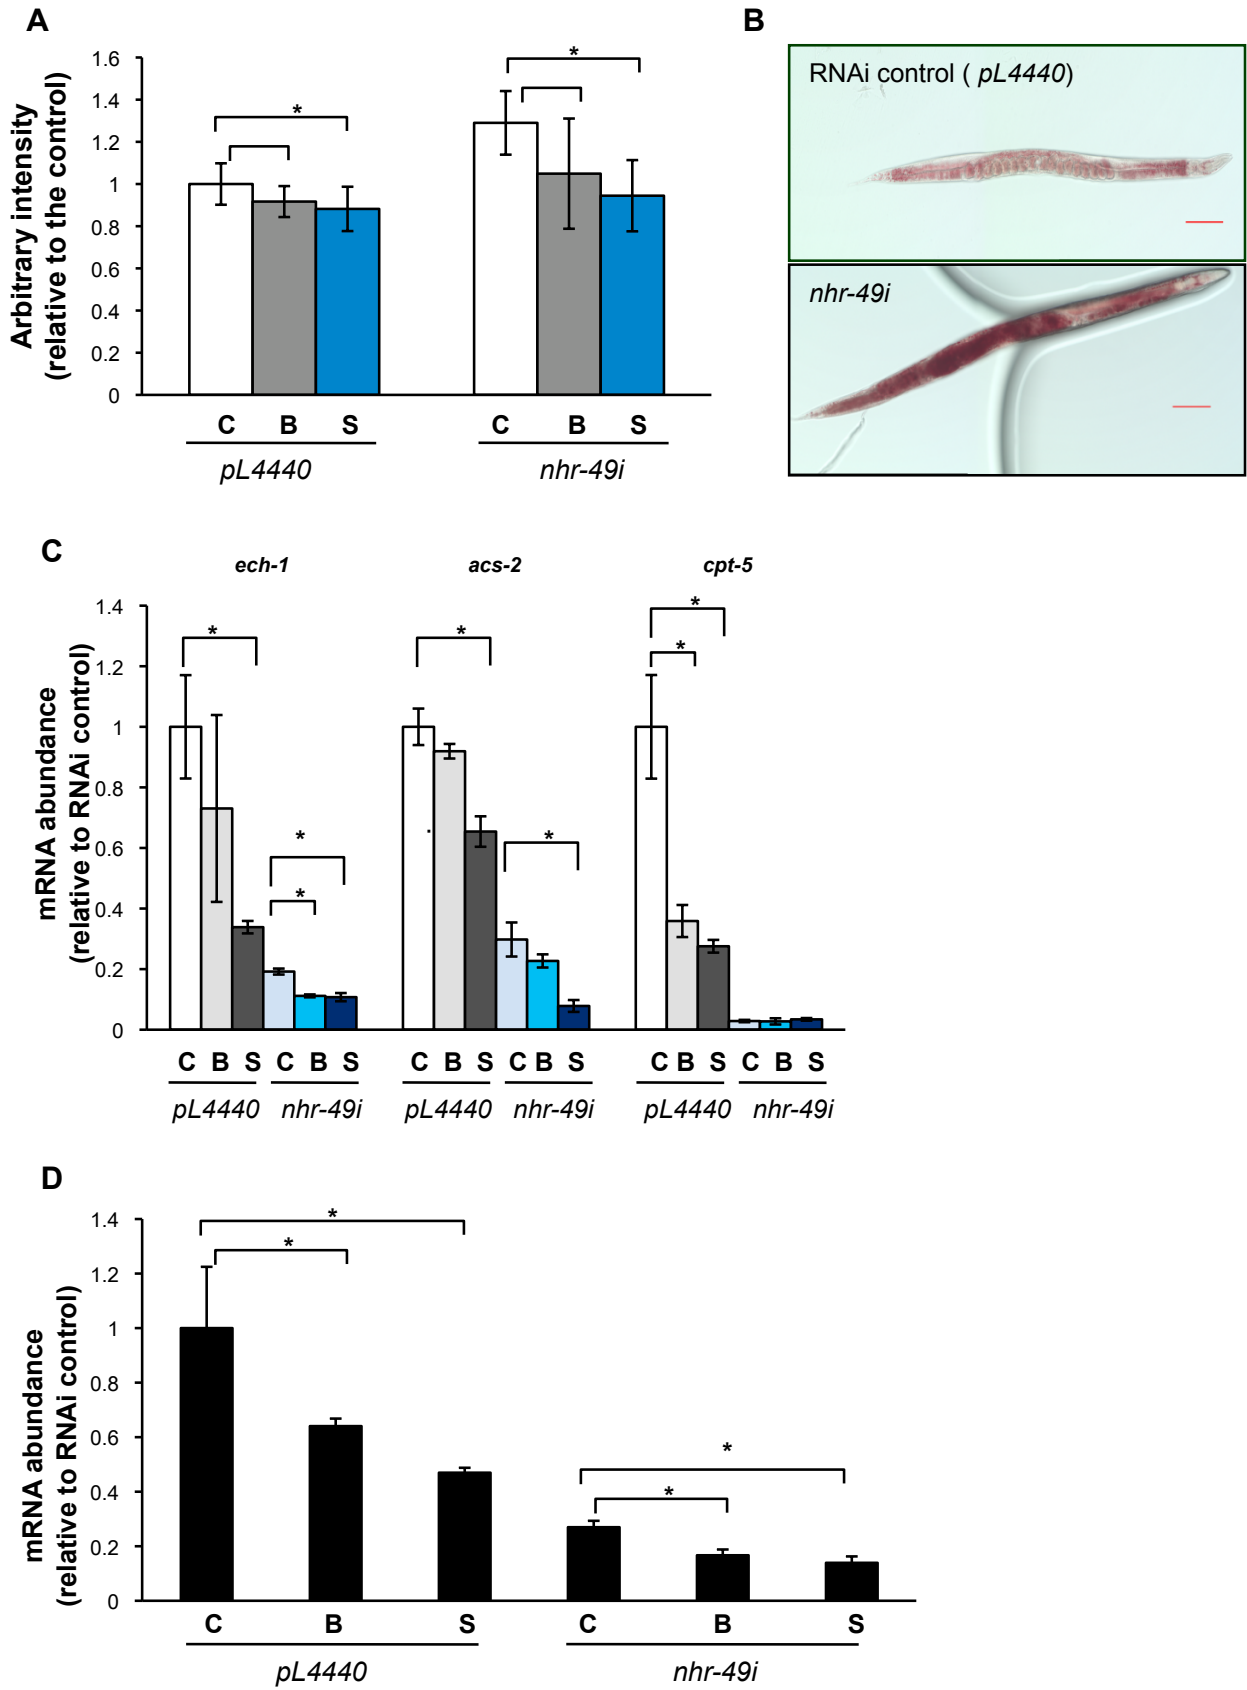 A
Arbitrary intensity
(relative to the control)
1.6
1.4
1.2
1
0.8
0.6
0.4
0.2
0
*
*
C B S C B S
pL4440 nhr-49i
B
RNAi control ( pL4440)
nhr-49i
C
ech-1 acs-2 cpt-5
mRNA abundance
(relative to RNAi control)
1.4
1.2
1
0.8
0.6
0.4
0.2
0
* * * *
* * *
C B S C B S C B S C B S C B S C B S
pL4440 nhr-49i pL4440 nhr-49i pL4440 nhr-49i
D
mRNA abundance
(relative to RNAi control)
1.4
1.2
1
0.8
0.6
0.4
0.2
0
*
*
*
*
C B S C B S
pL4440 nhr-49i